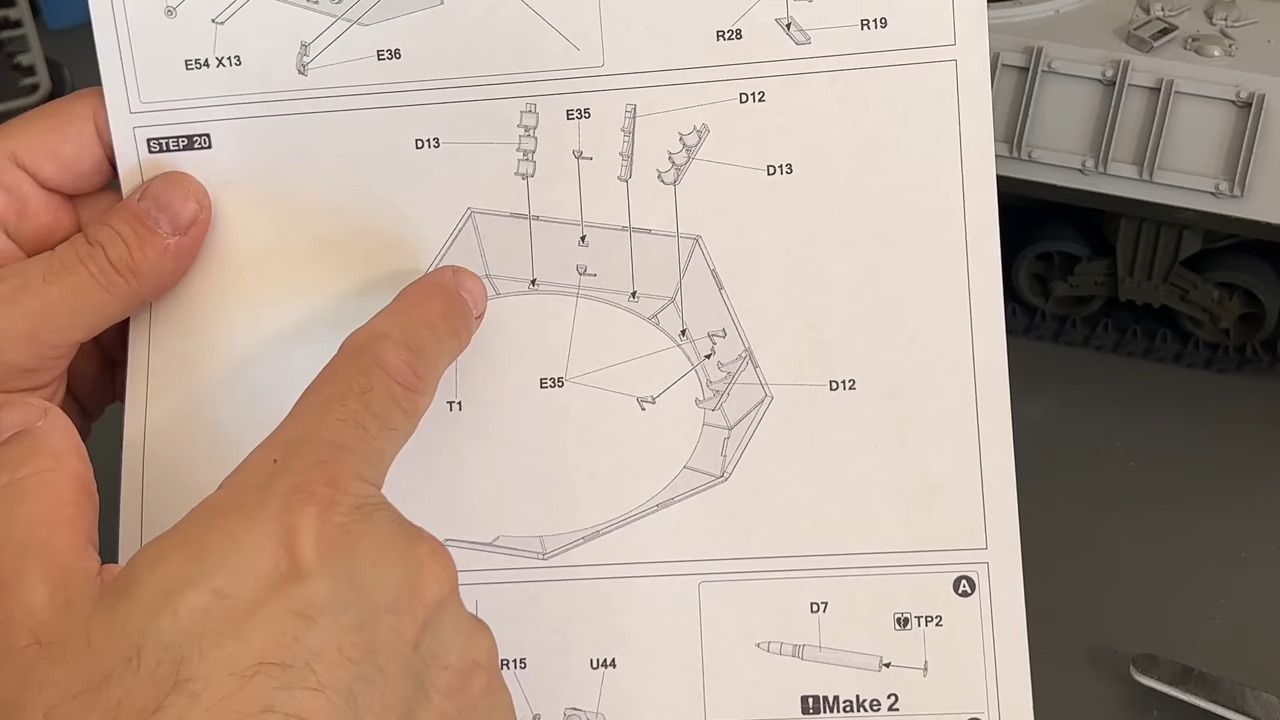 R28
R19
E54 X13
E36
STEP 20
D13
E35
D12
D13
E35
D12
T1
A
D7
TP2
R15
U44
!Make 2